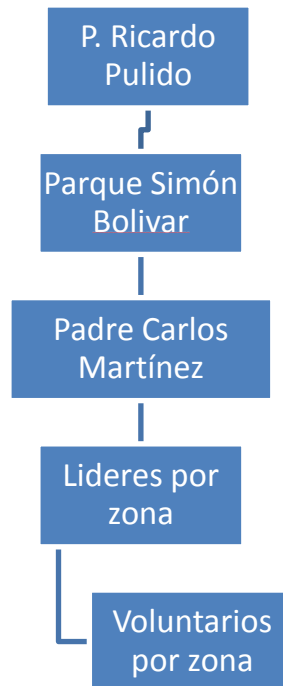 P. Ricardo
Pulido
Parque Simón
Bolivar
Padre Carlos
Martínez
Lideres por
zona
Voluntarios
por zona